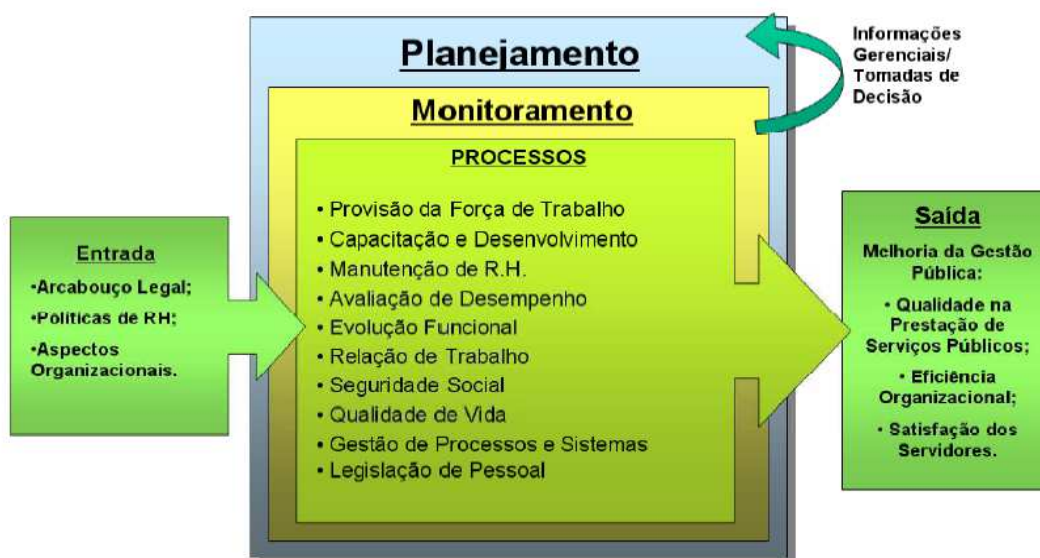 Planejamento
Informações
Gerenciais/
Tomadas de
Decisão
Monitoramento
PROCESSOS
• Provisão da Força de Trabalho
• Capacitação e Desenvolvimento
• Manutenção de R.H.
• Avaliação de Desempenho
• Evolução Funcional
• Relação de Trabalho
• Seguridade Social
• Qualidade de Vida
• Gestão de Processos e Sistemas
• Legislação de Pessoal
Entrada
•Arcabouço Legal;
•Políticas de RH;
•Aspectos
Organizacionais.
Saída
Melhoria da Gestão
Pública:
• Qualidade na
Prestação de
Serviços Públicos;
• Eficiência
Organizacional;
• Satisfação dos
Servidores.